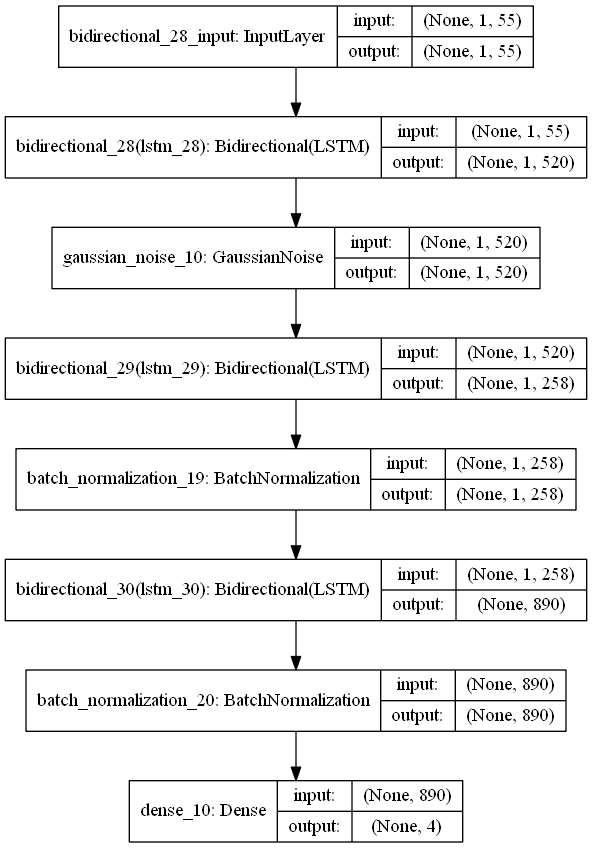 bidirectional_28_input: InputLayer
input: (None, 1, 55)
output: (None, 1, 55)
bidirectional_28(lstm_28): Bidirectional(LSTM)
input: (None, 1, 55)
output: (None, 1, 520)
gaussian_noise_10: GaussianNoise
input: (None, 1, 520)
output: (None, 1, 520)
bidirectional_29(lstm_29): Bidirectional(LSTM)
input: (None, 1, 520)
output: (None, 1, 258)
batch_normalization_19: BatchNormalization
input: (None, 1, 258)
output: (None, 1, 258)
bidirectional_30(lstm_30): Bidirectional(LSTM)
input: (None, 1, 258)
output: (None, 890)
batch_normalization_20: BatchNormalization
input: (None, 890)
output: (None, 890)
dense_10: Dense
input: (None, 890)
output: (None, 4)